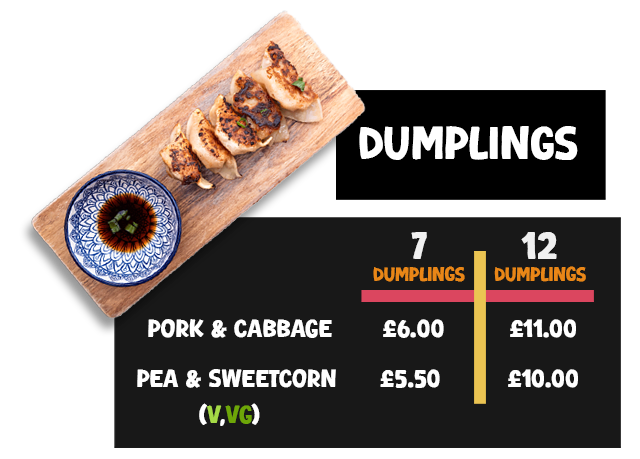 DUMPLINGS
7 12
DUMPLINGS DUMPLINGS
PORK & CABBAGE £6.00 £11.00
PEA & SWEETCORN £5.50 £10.00
(V,VG)